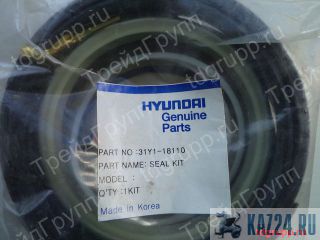 tdgrupp.ru
ТрейдГрупп
HYUNDAI
Genuine
Parts
PART NO :31Y1-18110
PART NAME: SEAL KIT
MODEL :
Q'TY :1KIT
Made in Korea
KAZ24.RU